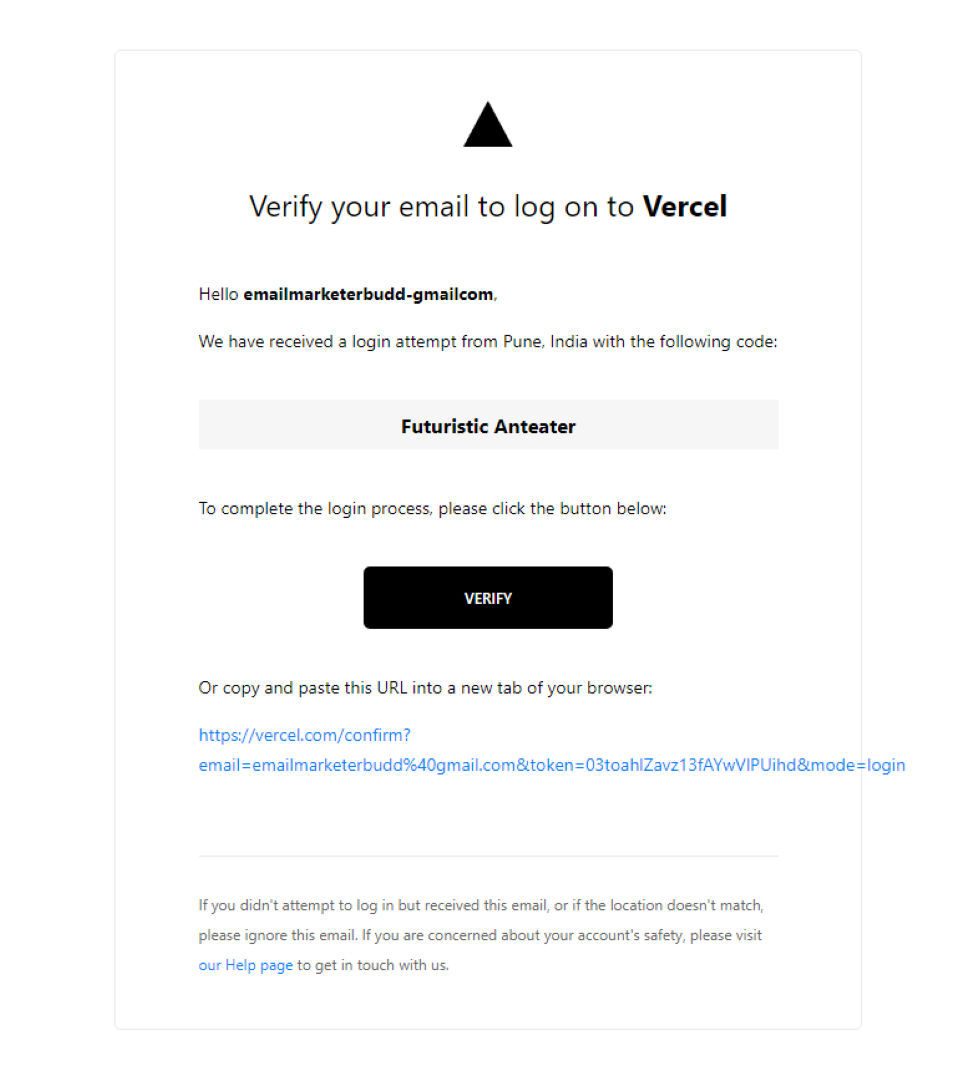 Verify your email to log on to Vercel
Hello emailmarketerbudd-gmailcom,
We have received a login attempt from Pune, India with the following code:
Futuristic Anteater
To complete the login process, please click the button below:
VERIFY
Or copy and paste this URL into a new tab of your browser:
https://vercel.com/confirm?
email=emailmarketerbudd%40gmail.com&token=03toahlZavz13fAYwVlPUihd&mode=login
If you didn't attempt to log in but received this email, or if the location doesn't match,
please ignore this email. If you are concerned about your account's safety, please visit
our Help page to get in touch with us.